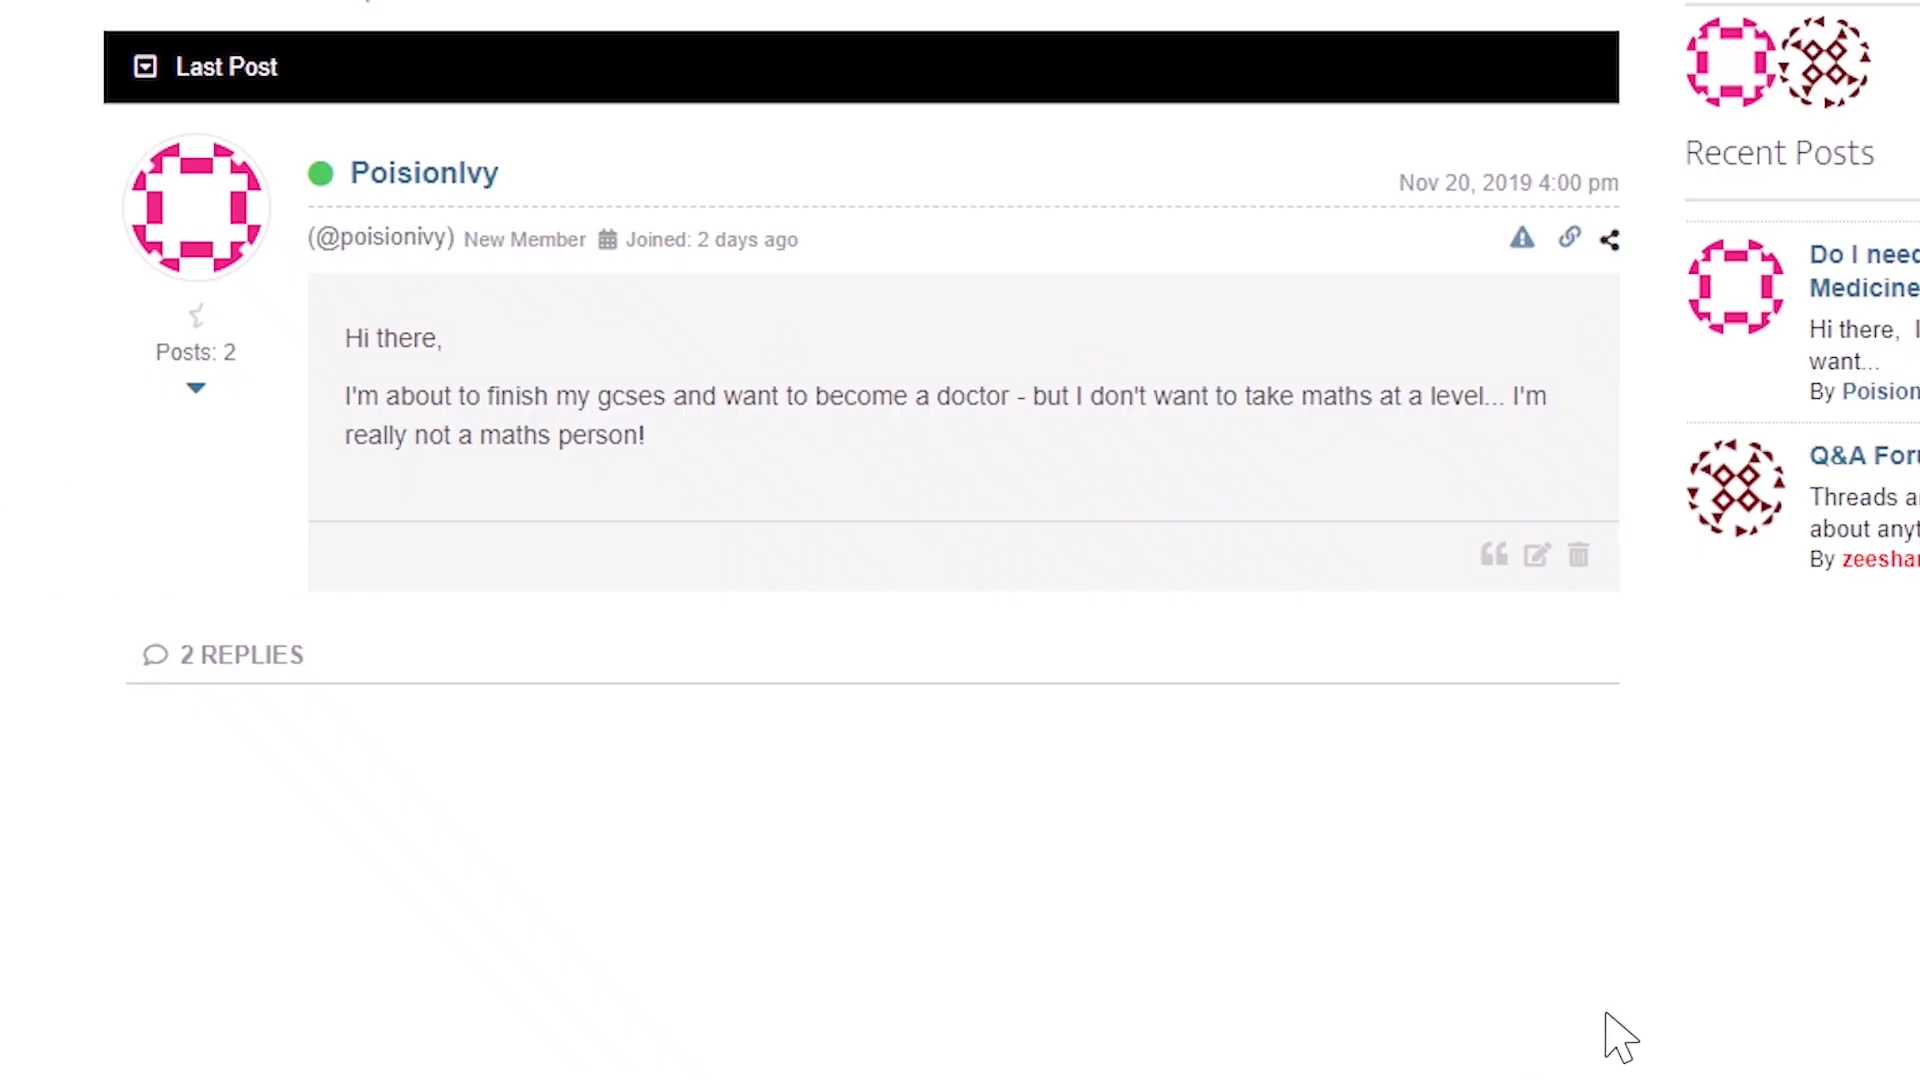 Last Post
PoisionIvy
Nov 20, 2019 4:00 pm
(@poisionivy) New Member Joined: 2 days ago
Posts: 2
Hi there,
I'm about to finish my gcses and want to become a doctor - but I don't want to take maths at a level... I'm
really not a maths person!
2 REPLIES
Recent Posts
Do I need
Medicine
Hi there, I
want...
By Poision
Q&A For
Threads a
about anyt
By zeeshan